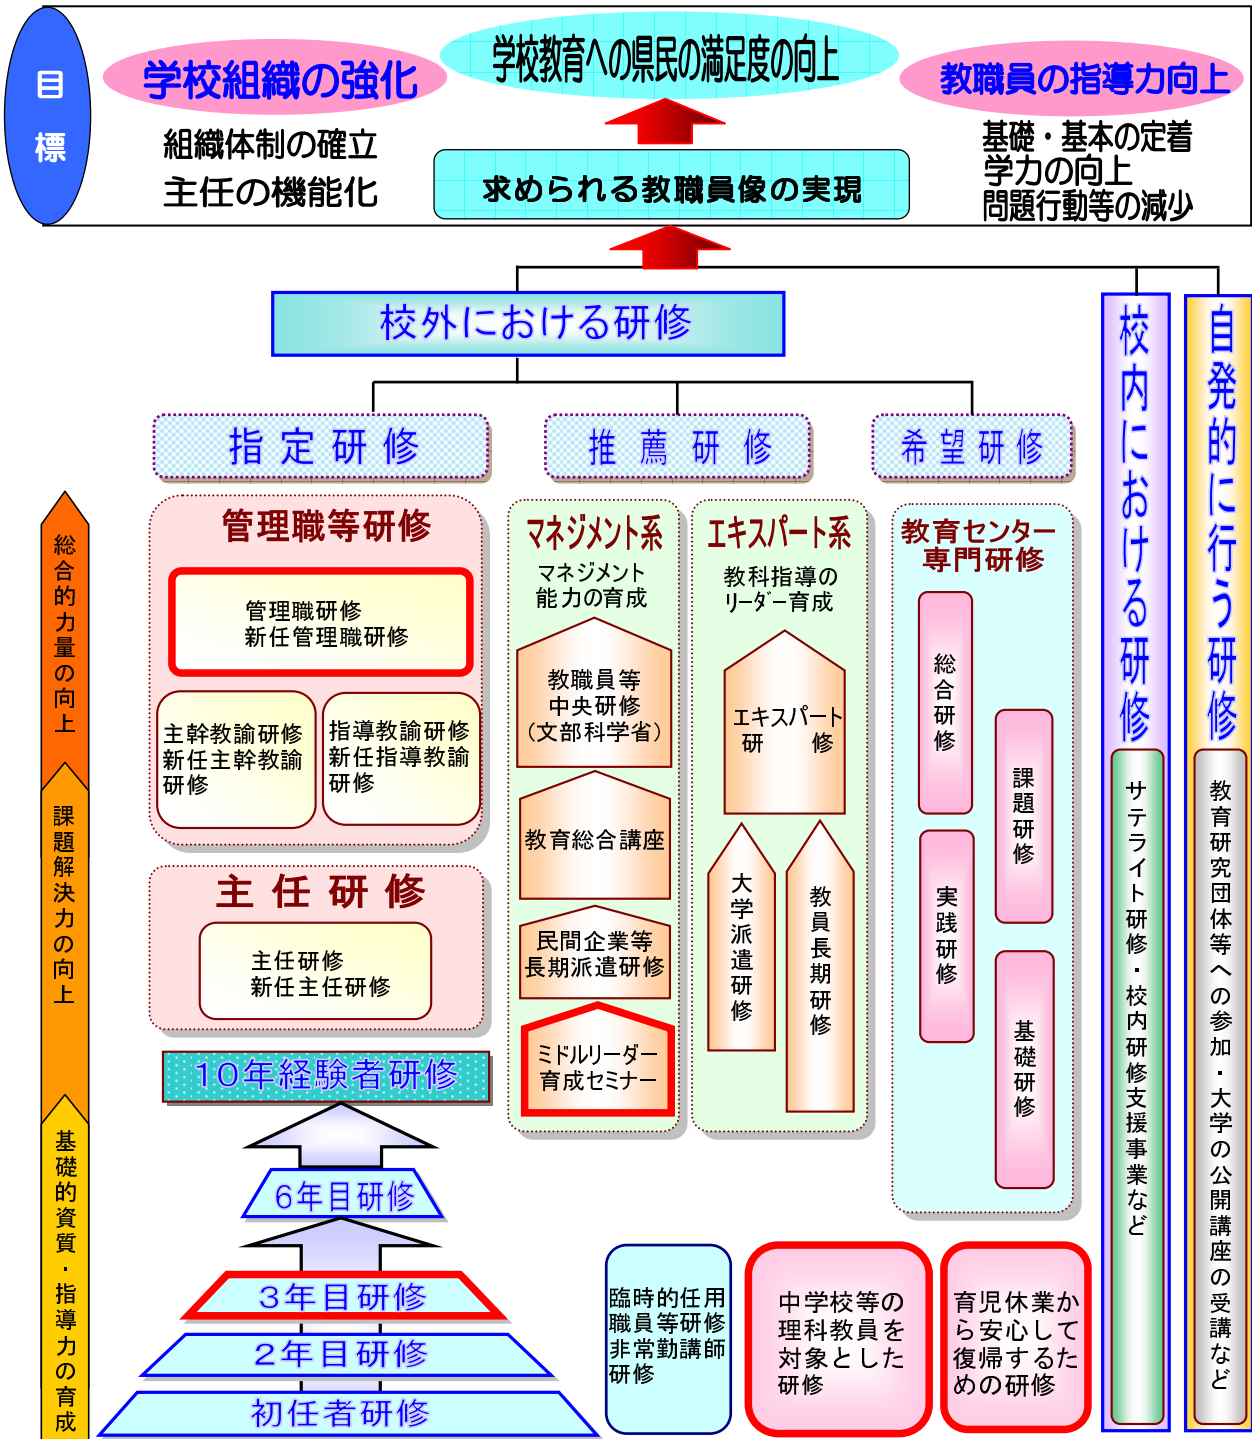 目
標
学校組織の強化
組織体制の確立
主任の機能化
学校教育への県民の満足度の向上
求められる教職員像の実現
教職員の指導力向上
基礎・基本の定着
学力の向上
問題行動等の減少
校外における研修
指定研修
推薦研修
希望研修
校内における研修
自発的に行う研修
総合的力量の向上
課題解決力の向上
基礎的資質・指導力の育成
管理職等研修
管理職研修
新任管理職研修
主幹教諭研修
新任主幹教諭
研修
指導教諭研修
新任指導教諭
研修
主任研修
主任研修
新任主任研修
10年経験者研修
6年目研修
3年目研修
2年目研修
初任者研修
マネジメント系
マネジメント
能力の育成
教職員等
中央研修
(文部科学省)
教育総合講座
民間企業等
長期派遣研修
ミドルリーダー
育成セミナー
エキスパート系
教科指導の
リーダー育成
エキスパート
研 修
大学派遣研修
教員長期研修
教育センター
専門研修
総合研修
課題研修
実践研修
基礎研修
サテライト研修・校内研修支援事業など
教育研究団体等への参加・大学の公開講座の受講など
臨時的任用
職員等研修
非常勤講師
研修
中学校等の
理科教員を
対象とした
研修
育児休業か
ら安心して
復帰するた
めの研修